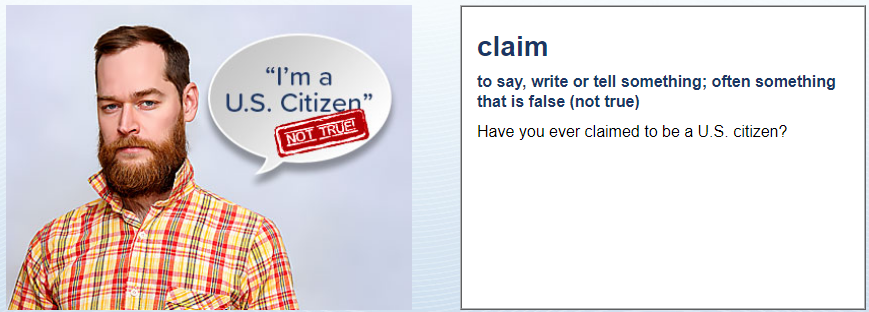 “I’m a
U.S. Citizen”
NOT TRUE!
claim
to say, write or tell something; often something
that is false (not true)
Have you ever claimed to be a U.S. citizen?